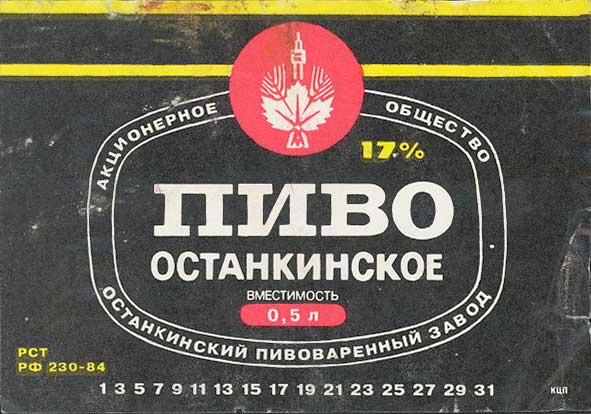 АКЦИОНЕРНОЕ ОБЩЕСТВО
17%
ПИВО
ОСТАНКИНСКОЕ
ВМЕСТИМОСТЬ
0,5 л
ОСТАНКИНСКИЙ ПИВОВАРЕННЫЙ ЗАВОД
РСТ
РФ 230-84
1 3 5 7 9 11 13 15 17 19 21 23 25 27 29 31
КЦП